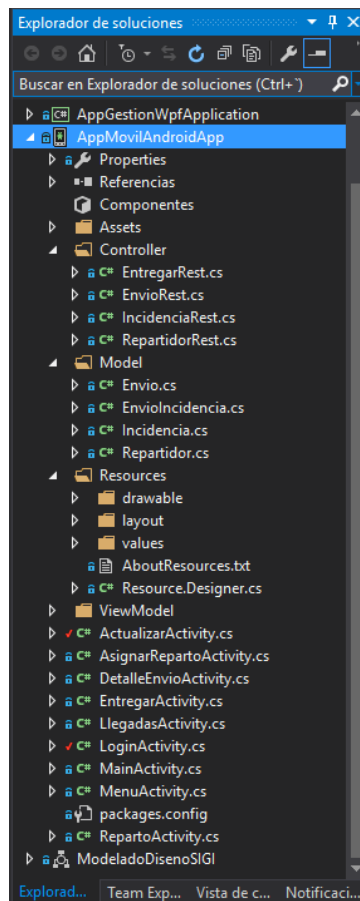 Explorador de soluciones
Buscar en Explorador de soluciones (Ctrl+¨)
C# AppGestionWpfApplication
AppMovilAndroidApp
Properties
Referencias
Componentes
Assets
Controller
C# EntregarRest.cs
C# EnvioRest.cs
C# IncidenciaRest.cs
C# RepartidorRest.cs
Model
C# Envio.cs
C# EnvioIncidencia.cs
C# Incidencia.cs
C# Repartidor.cs
Resources
drawable
layout
values
AboutResources.txt
C# Resource.Designer.cs
ViewModel
C# ActualizarActivity.cs
C# AsignarRepartoActivity.cs
C# DetalleEnvioActivity.cs
C# EntregarActivity.cs
C# LlegadasActivity.cs
C# LoginActivity.cs
C# MainActivity.cs
C# MenuActivity.cs
packages.config
C# RepartoActivity.cs
ModeladoDisenoSIGI
Explorad... Team Exp... Vista de c... Notificaci...